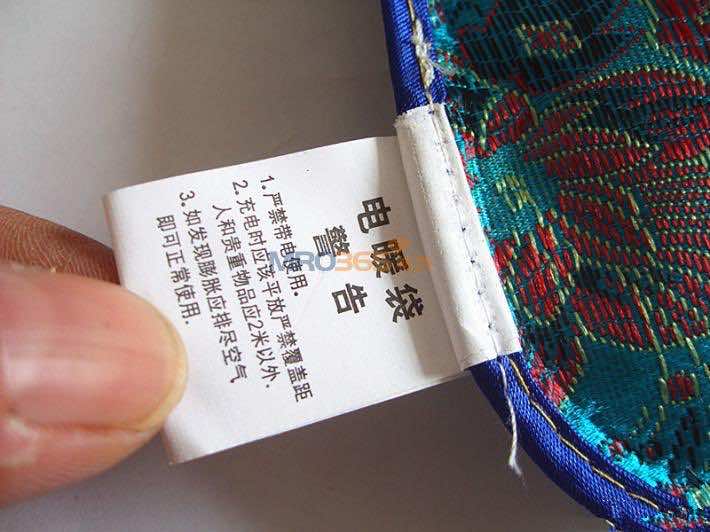 电暖袋
警告
1.严禁带电使用.
2.充电时应该平放严禁覆盖距
人和贵重物品应2米以外.
3.如发现膨胀应排尽空气
即可正常使用.